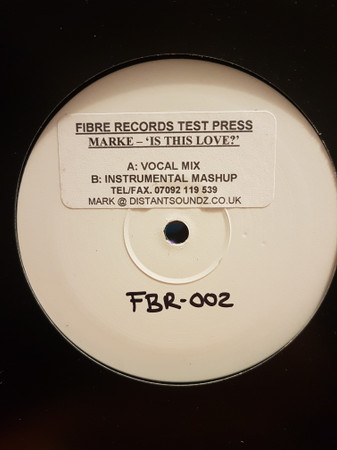 FIBRE RECORDS TEST PRESS
MARKE – 'IS THIS LOVE?'
A: VOCAL MIX
B: INSTRUMENTAL MASHUP
TEL/FAX. 07092 119 539
MARK @ DISTANTSOUNDZ.CO.UK
FBR-002